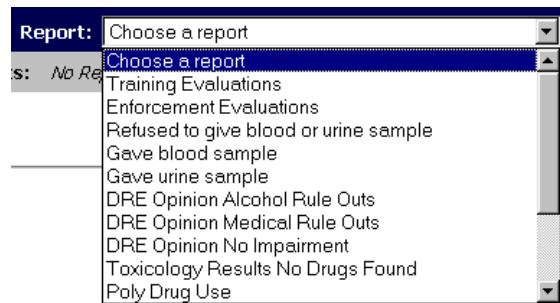 Report: Choose a report
Choose a report
s: No Re
Training Evaluations
Enforcement Evaluations
Refused to give blood or urine sample
Gave blood sample
Gave urine sample
DRE Opinion Alcohol Rule Outs
DRE Opinion Medical Rule Outs
DRE Opinion No Impairment
Toxicology Results No Drugs Found
Poly Drug Use